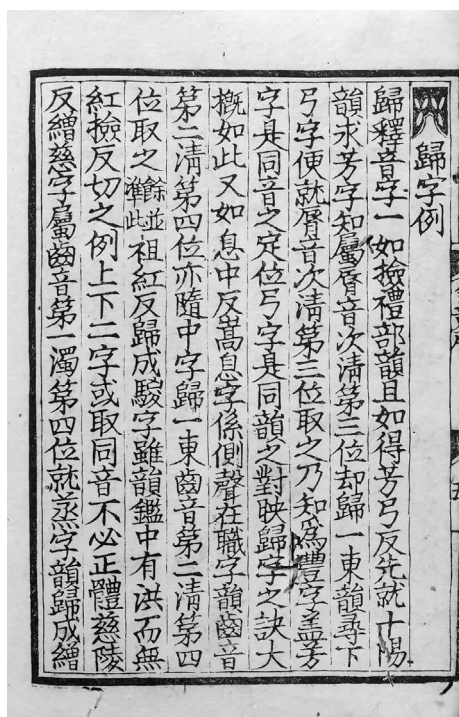 歸字例
歸釋音字一如撿禮部韻且如得芳弓反先就十陽
韻求芳字知屬脣音次清第三位却歸一東韻尋下
弓字便就脣音次清第三位取之乃知爲豐字盖芳
字是同音之定位弓字是同韻之對映歸字之訣大
槪如此又如息中反嵩息字係側聲在職字韻齒音
第二清第四位亦隨中字歸一東齒音第二清第四
位取之餘並準此祖紅反歸成騣字雖韻鑑中有洪而無
紅撿反切之例上下二字或取同音不必正體慈陵
反繒慈字屬齒音第一濁第四位就蒸字韻歸成繒